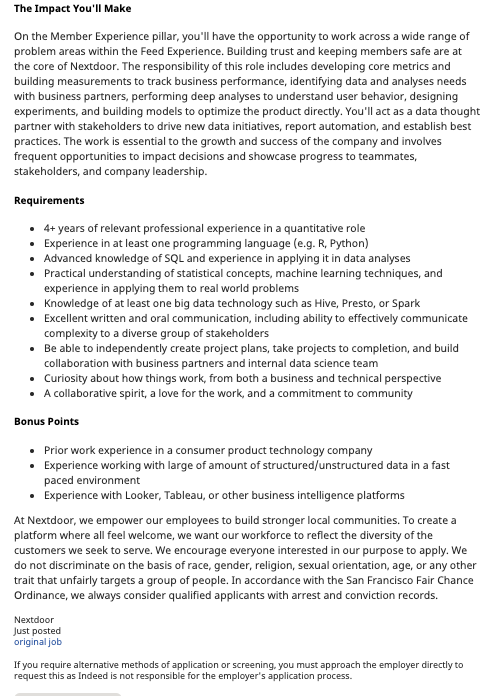 The Impact You'll Make
On the Member Experience pillar, you'll have the opportunity to work across a wide range of
problem areas within the Feed Experience. Building trust and keeping members safe are at
the core of Nextdoor. The responsibility of this role includes developing core metrics and
building measurements to track business performance, identifying data and analyses needs
with business partners, performing deep analyses to understand user behavior, designing
experiments, and building models to optimize the product directly. You'll act as a data thought
partner with stakeholders to drive new data initiatives, report automation, and establish best
practices. The work is essential to the growth and success of the company and involves
frequent opportunities to impact decisions and showcase progress to teammates,
stakeholders, and company leadership.
Requirements
• 4+ years of relevant professional experience in a quantitative role
• Experience in at least one programming language (e.g. R, Python)
• Advanced knowledge of SQL and experience in applying it in data analyses
• Practical understanding of statistical concepts, machine learning techniques, and
experience in applying them to real world problems
• Knowledge of at least one big data technology such as Hive, Presto, or Spark
• Excellent written and oral communication, including ability to effectively communicate
complexity to a diverse group of stakeholders
• Be able to independently create project plans, take projects to completion, and build
collaboration with business partners and internal data science team
• Curiosity about how things work, from both a business and technical perspective
• A collaborative spirit, a love for the work, and a commitment to community
Bonus Points
• Prior work experience in a consumer product technology company
• Experience working with large of amount of structured/unstructured data in a fast
paced environment
• Experience with Looker, Tableau, or other business intelligence platforms
At Nextdoor, we empower our employees to build stronger local communities. To create a
platform where all feel welcome, we want our workforce to reflect the diversity of the
customers we seek to serve. We encourage everyone interested in our purpose to apply. We
do not discriminate on the basis of race, gender, religion, sexual orientation, age, or any other
trait that unfairly targets a group of people. In accordance with the San Francisco Fair Chance
Ordinance, we always consider qualified applicants with arrest and conviction records.
Nextdoor
Just posted
original job
If you require alternative methods of application or screening, you must approach the employer directly to
request this as Indeed is not responsible for the employer's application process.